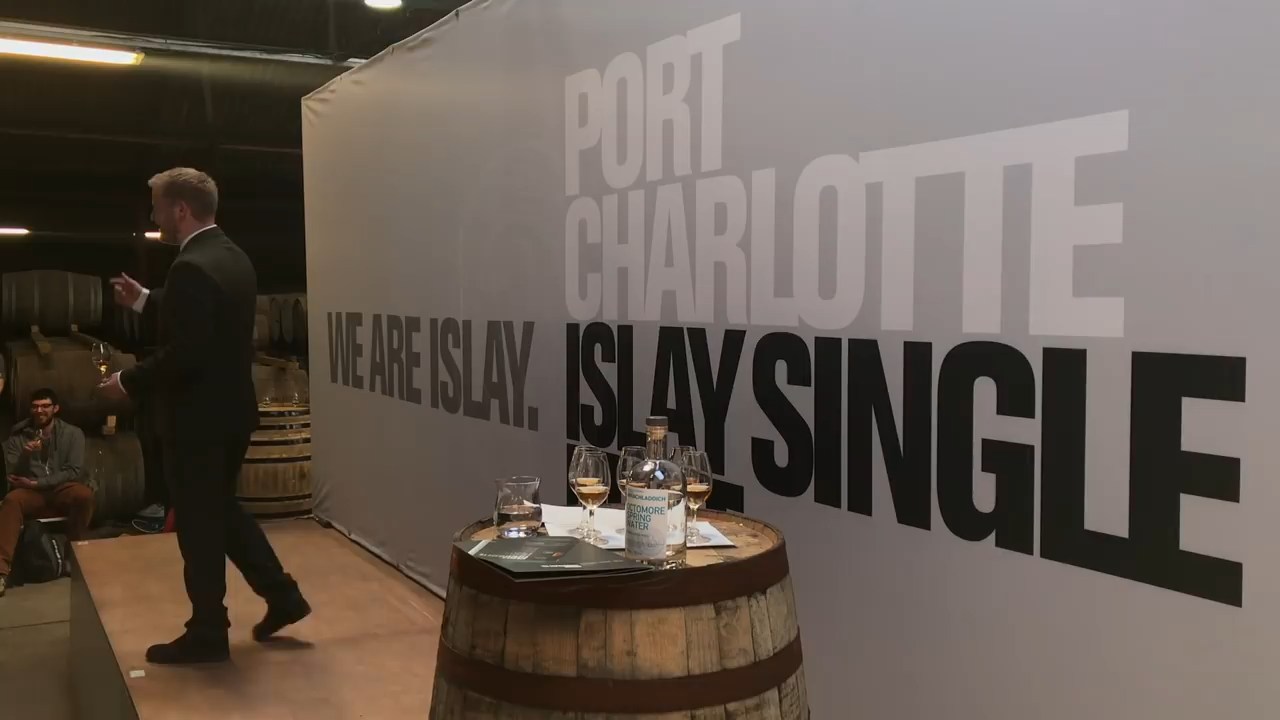 PORT
CHARLOTTE
WE ARE ISLAY.
ISLAY SINGLE
BRUICHLADDICH
OCTOMORE
SPRING
WATER